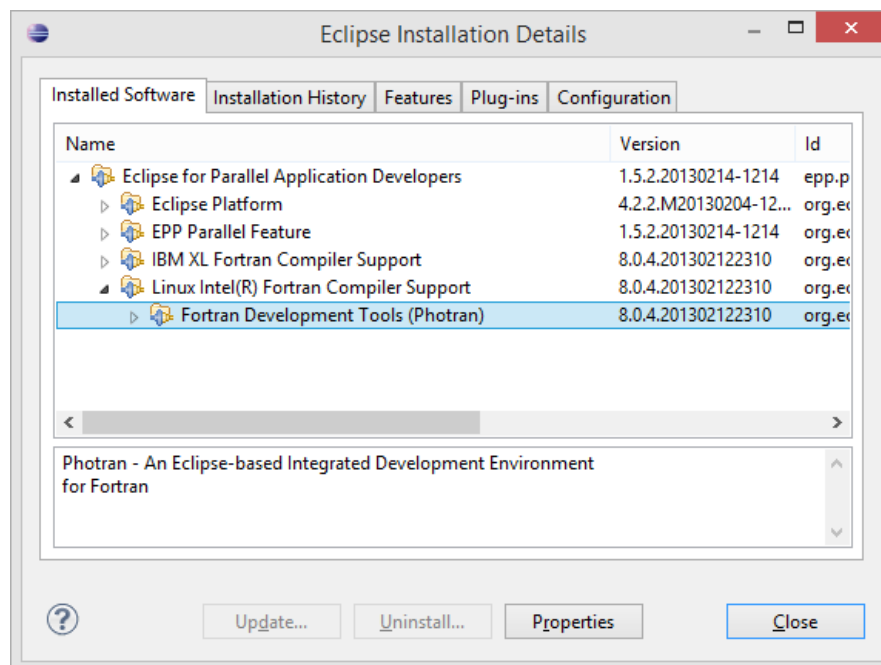 Eclipse Installation Details
Installed Software Installation History Features Plug-ins Configuration
Name Version Id
Eclipse for Parallel Application Developers 1.5.2.20130214-1214 epp.p
Eclipse Platform 4.2.2.M20130204-12... org.ec
EPP Parallel Feature 1.5.2.20130214-1214 org.ec
IBM XL Fortran Compiler Support 8.0.4.201302122310 org.ec
Linux Intel(R) Fortran Compiler Support 8.0.4.201302122310 org.ec
Fortran Development Tools (Photran) 8.0.4.201302122310 org.ec
Photran - An Eclipse-based Integrated Development Environment
for Fortran
? Update... Uninstall... Properties Close